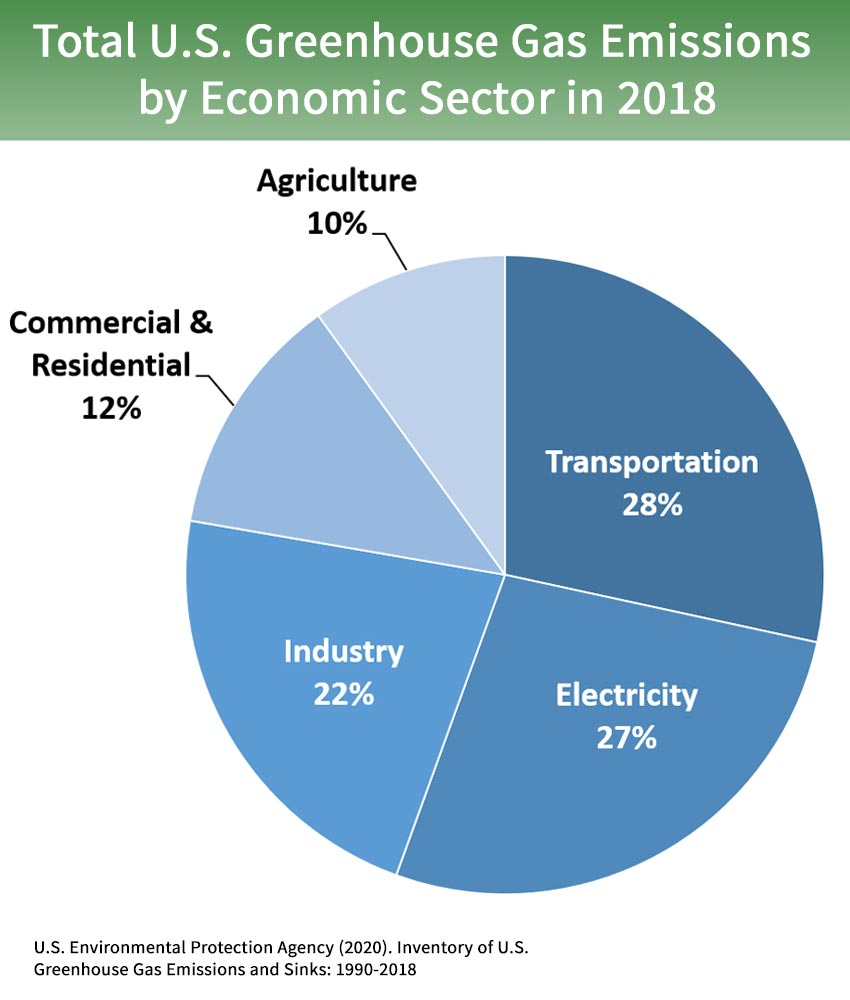 Total U.S. Greenhouse Gas Emissions
by Economic Sector in 2018
Agriculture
10%
Commercial &
Residential
12%
Transportation
28%
Industry
22%
Electricity
27%
U.S. Environmental Protection Agency (2020). Inventory of U.S.
Greenhouse Gas Emissions and Sinks: 1990-2018